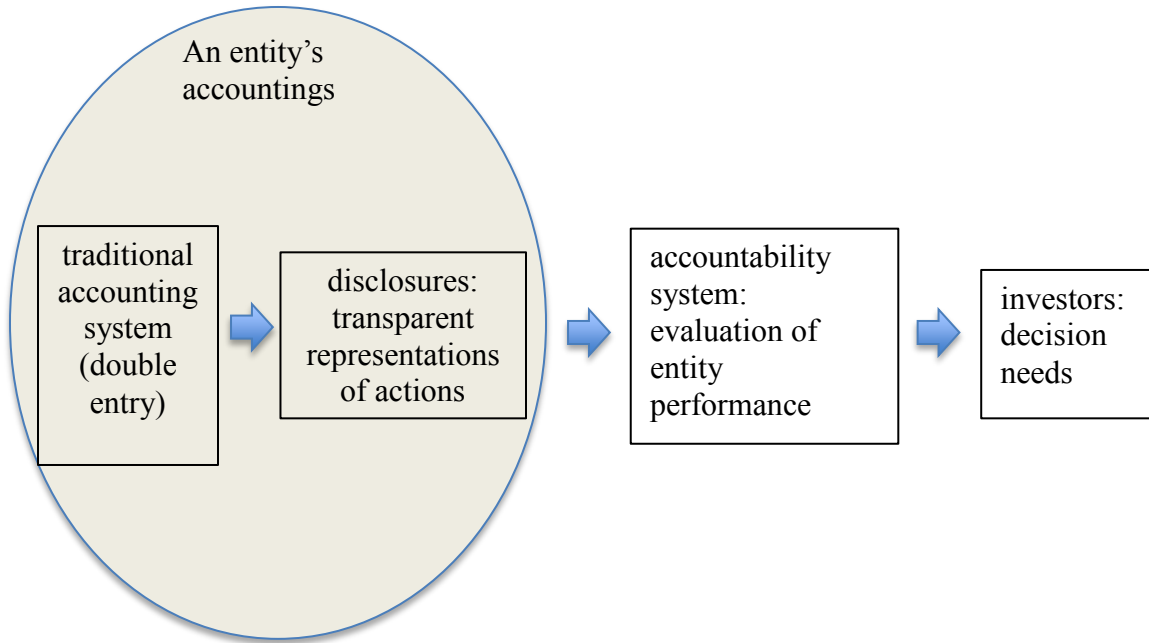 An entity’s
accountings
traditional
accounting
system
(double
entry)
disclosures:
transparent
representations
of actions
accountability
system:
evaluation of
entity
performance
investors:
decision
needs